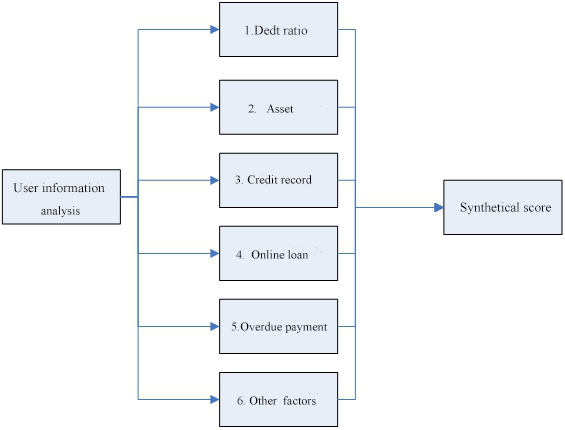 1.Dedt ratio
2. Asset
3. Credit record
User information
analysis
Synthetical score
4. Online loan
5.Overdue payment
6. Other factors